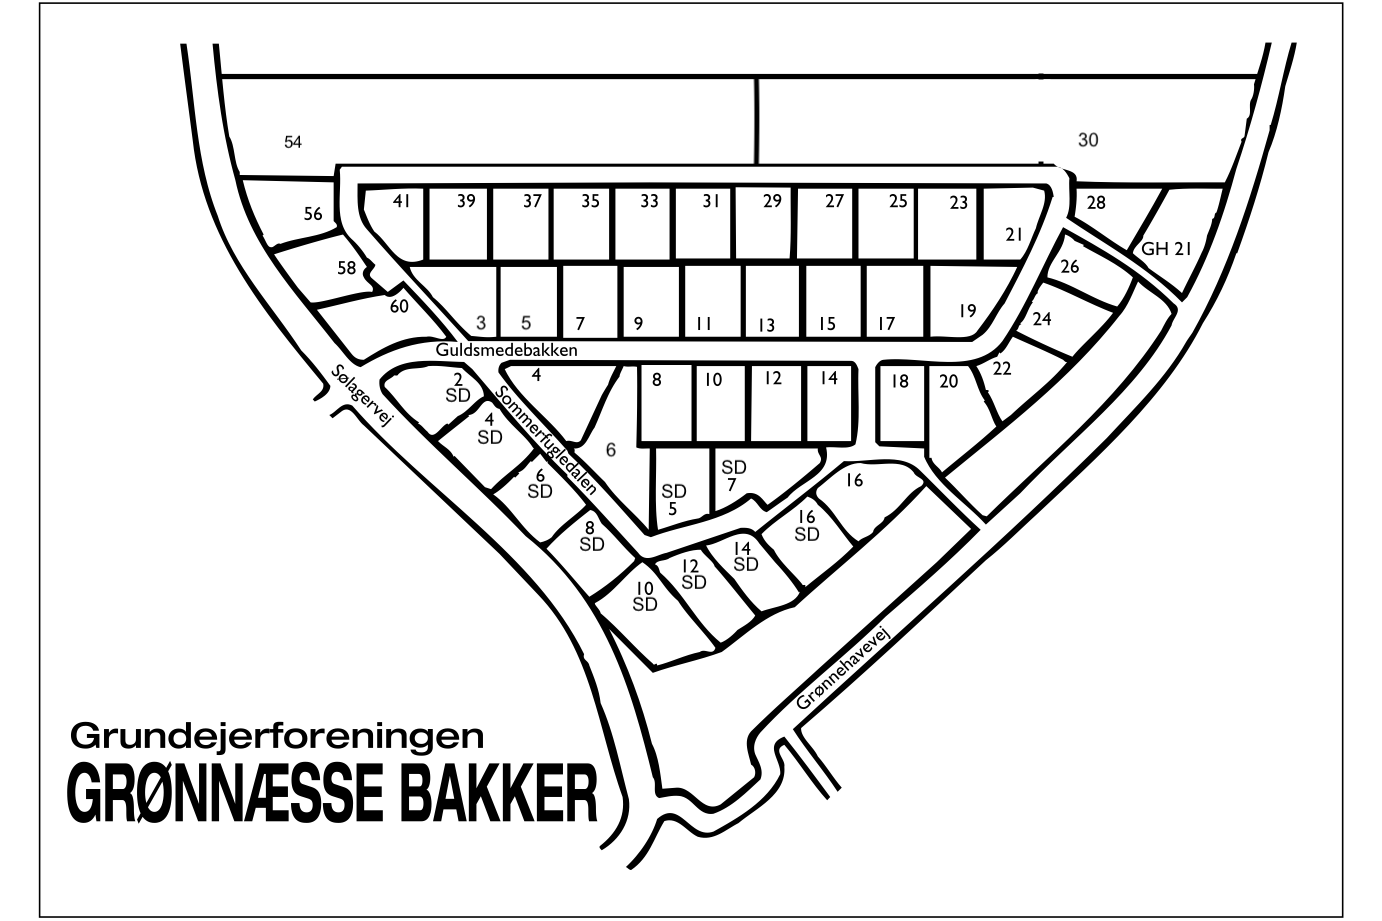 54
30
56
41
39
37
35
33
31
29
27
25
23
21
28
GH 21
58
26
60
3
5
7
9
11
13
15
17
19
24
Guldsmedebakken
22
Sølagervej
2
SD
4
8
10
12
14
18
20
4
SD
Sommerfugledalen
6
6
SD
SD
5
SD
7
16
8
SD
16
SD
10
SD
12
SD
14
SD
Grønnehavevej
Grundejerforeningen
GRØNNÆSSE BAKKER